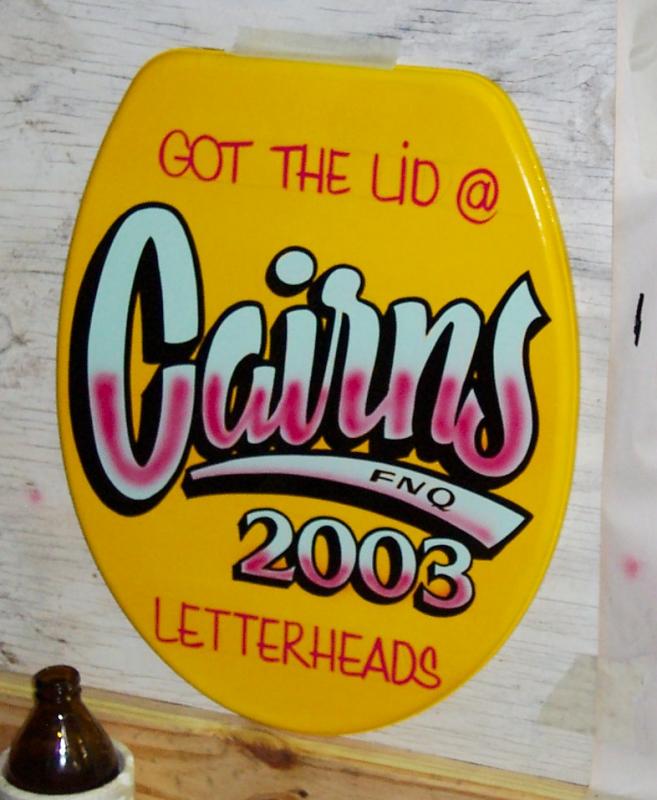 GOT THE LiD @
Cairns
FNQ
2003
LETTERHEADS